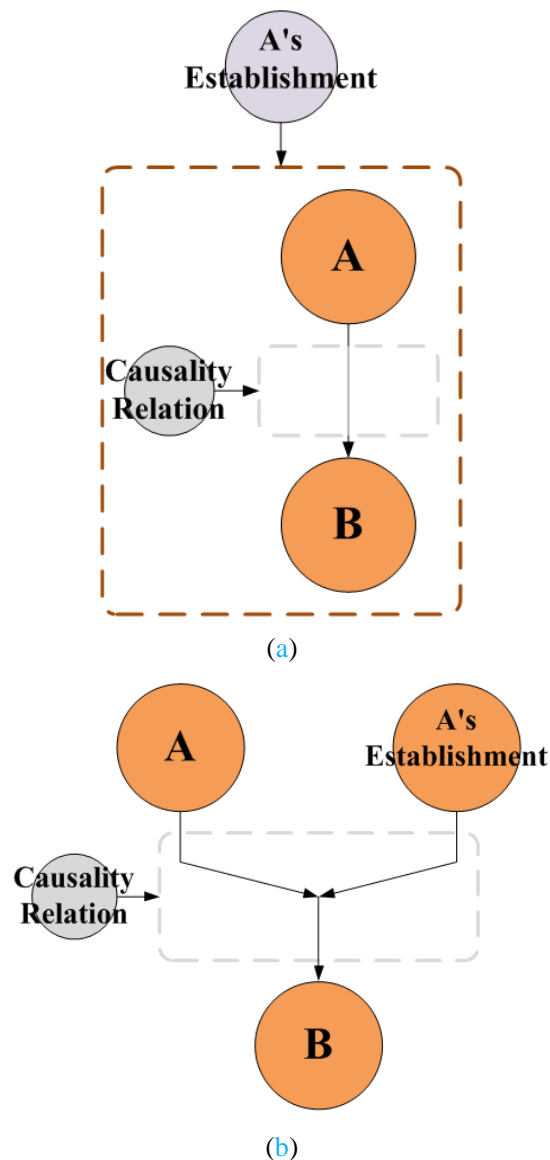 A's
Establishment
A
Causality
Relation
B
(a)
A
A's
Establishment
Causality
Relation
B
(b)